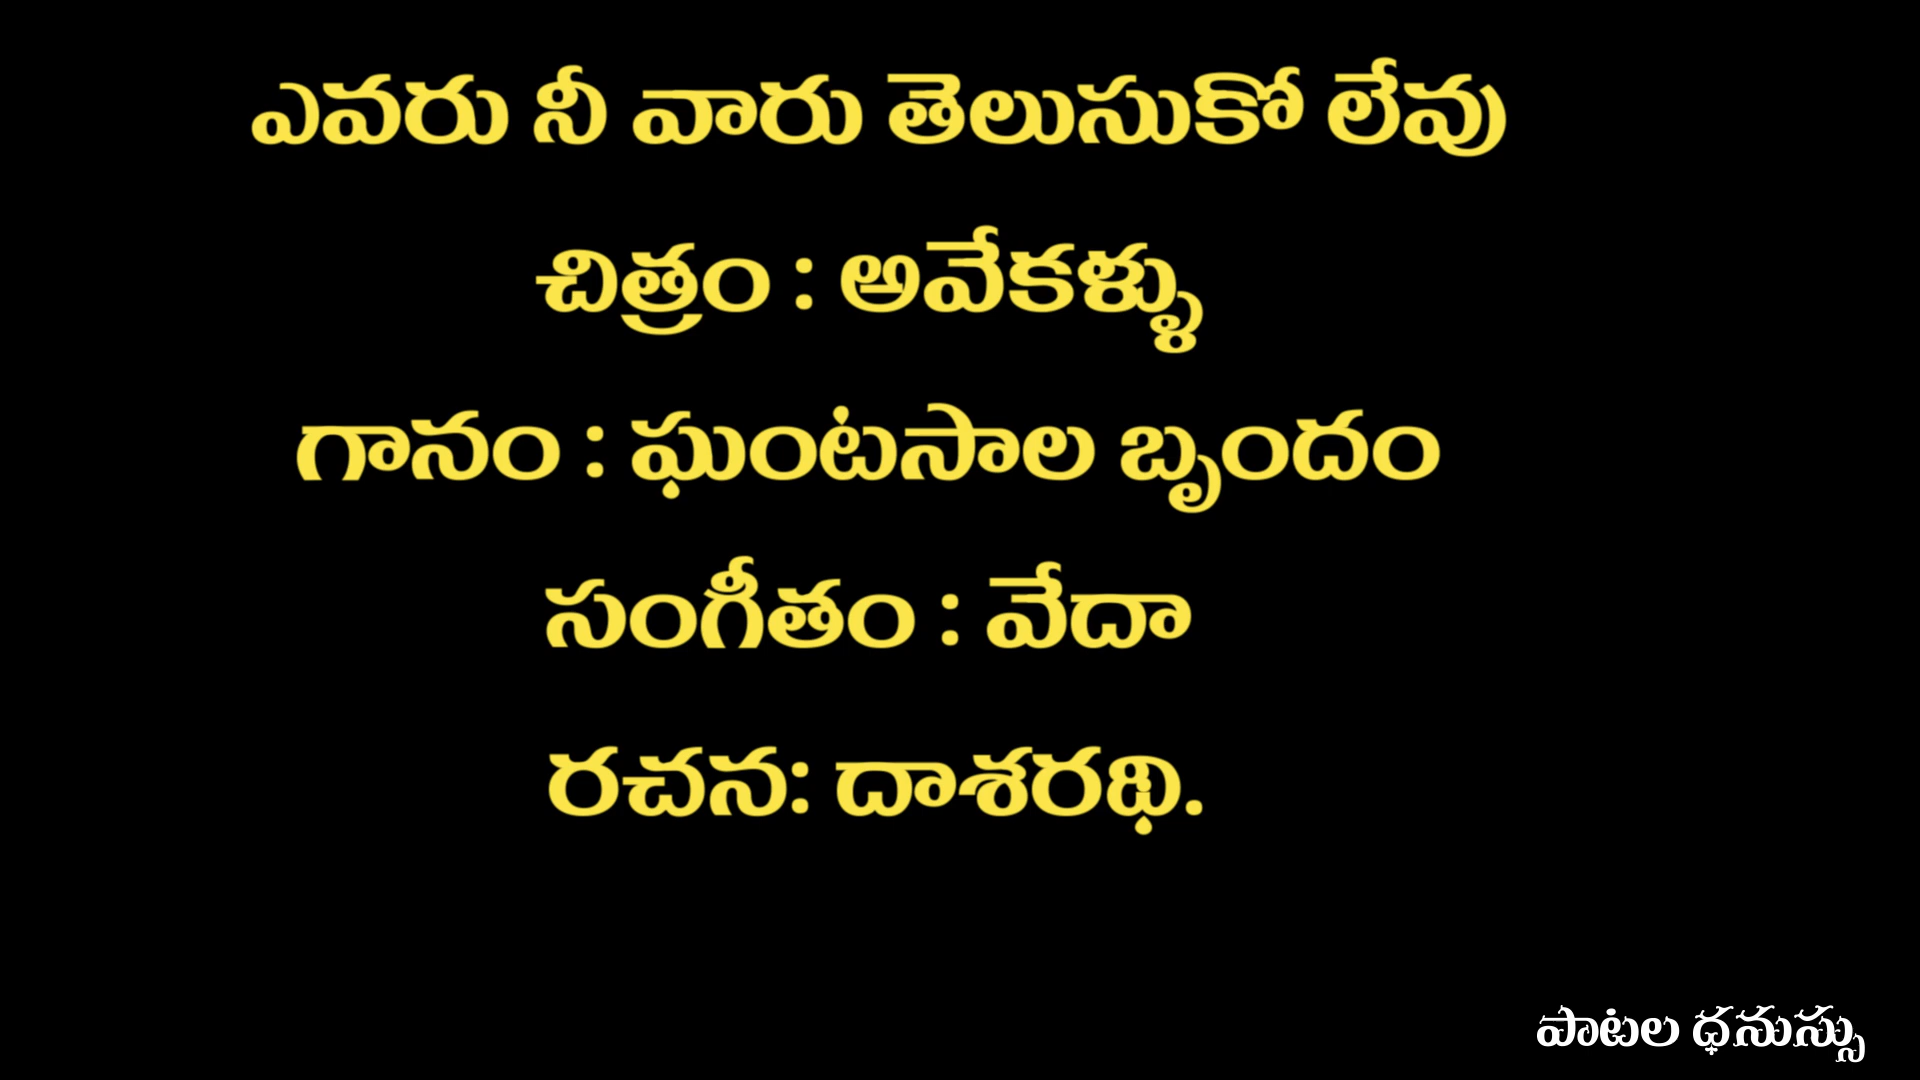 ఎవరు నీ వారు తెలుసుకో లేవు
చిత్రం : అవేకళ్ళు
గానం : ఘంటసాల బృందం
సంగీతం : వేదా
రచన: దాశరథి.
పాటల ధనుస్సు